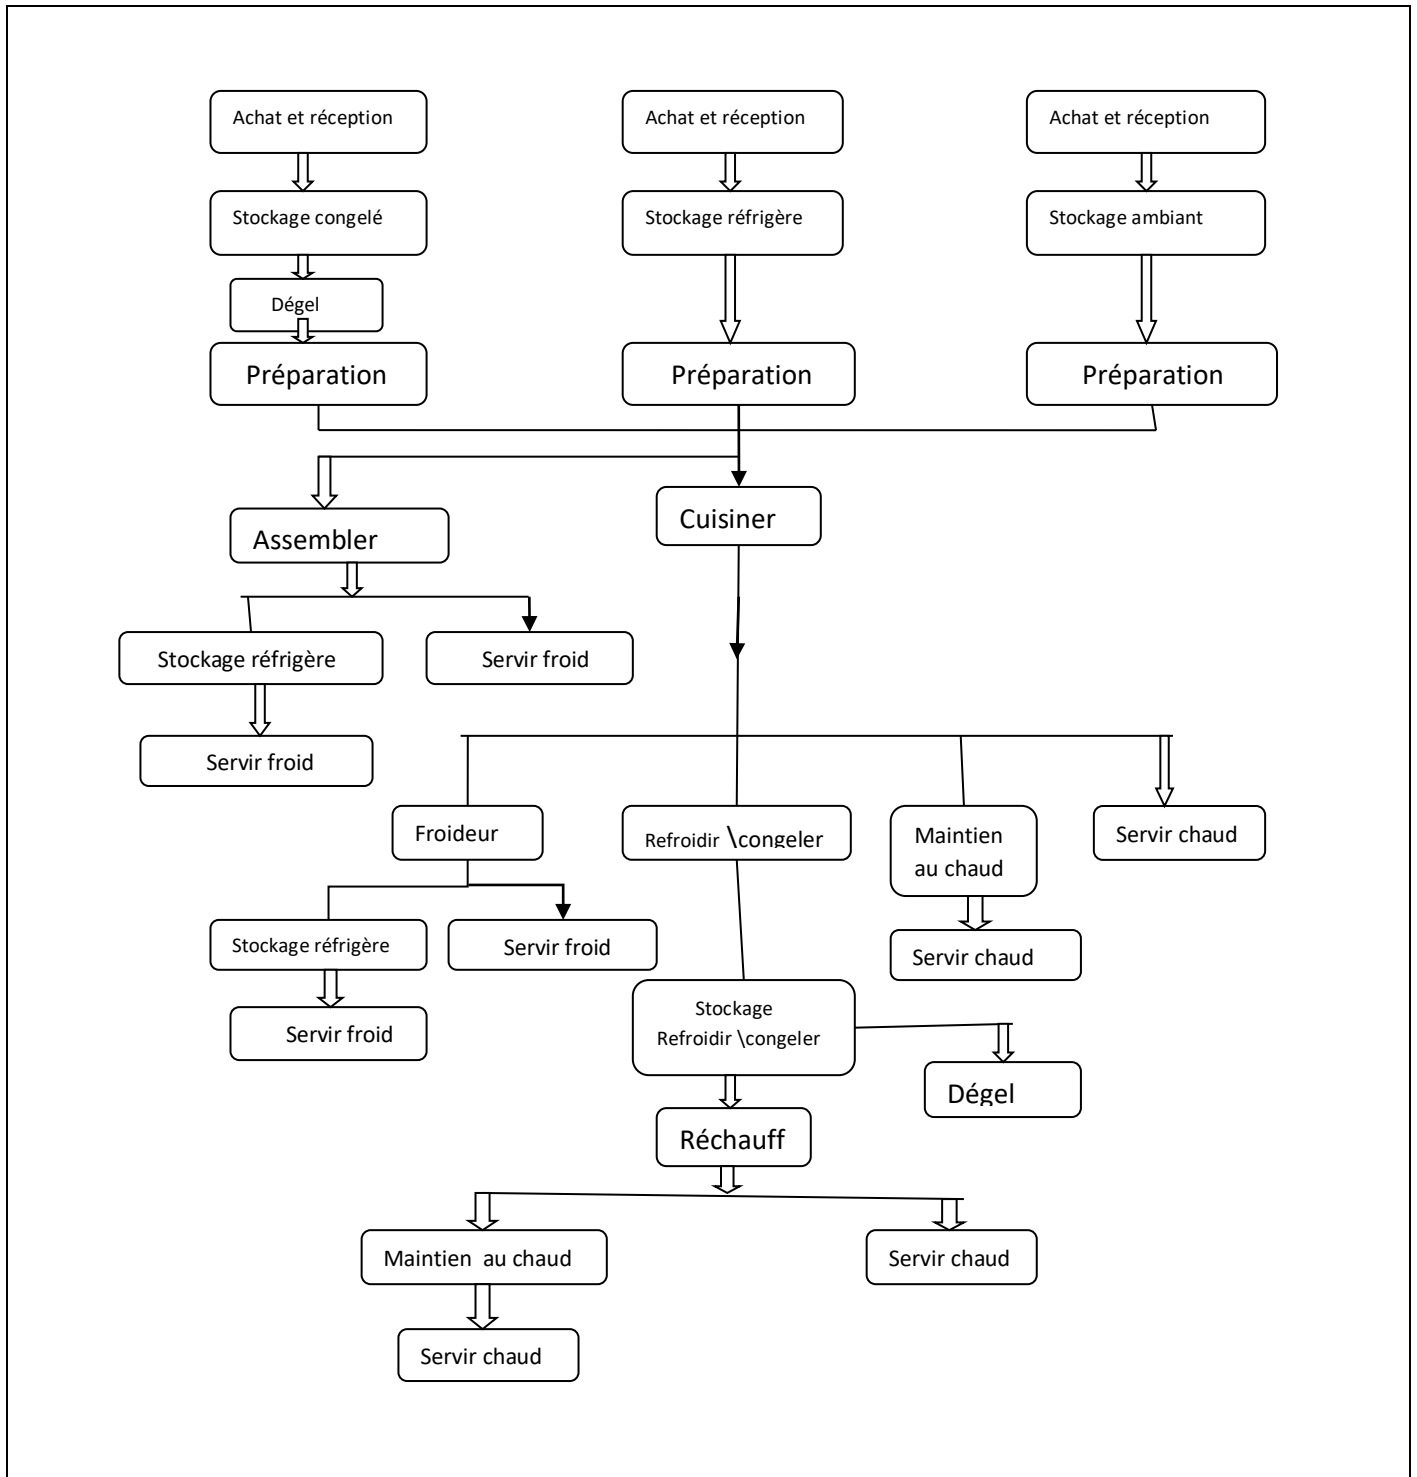 Achat et réception
Achat et réception
Achat et réception
Stockage congelé
Stockage réfrigère
Stockage ambiant
Dégel
Préparation
Préparation
Préparation
Assembler
Cuisiner
Stockage réfrigère
Servir froid
Servir froid
Froideur
Refroidir \congeler
Maintien
au chaud
Servir chaud
Stockage réfrigère
Servir froid
Servir chaud
Servir froid
Stockage
Refroidir \congeler
Dégel
Réchauff
Maintien  au chaud
Servir chaud
Servir chaud